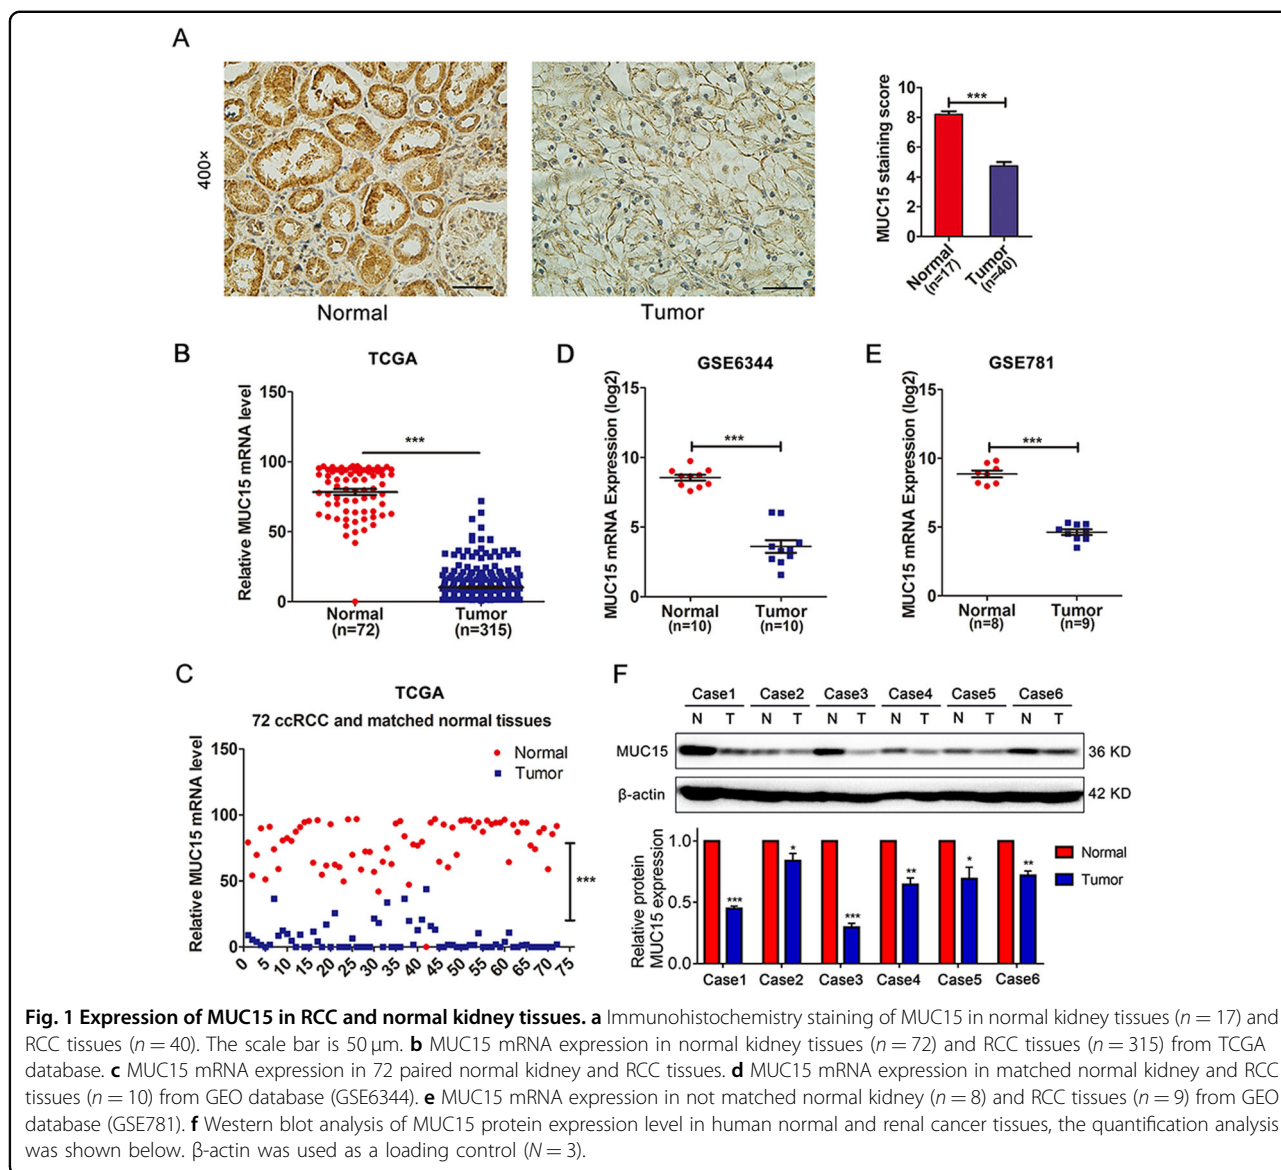 A
400×
Normal
Tumor
MUC15 staining score
10
8
6
4
2
0
***
Normal
(n=17)
Tumor
(n=40)
B
TCGA
Relative MUC15 mRNA level
150
100
50
0
***
Normal
(n=72)
Tumor
(n=315)
D
GSE6344
MUC15 mRNA Expression (log2)
15
10
5
0
***
Normal
(n=10)
Tumor
(n=10)
E
GSE781
MUC15 mRNA Expression (log2)
15
10
5
0
***
Normal
(n=8)
Tumor
(n=9)
C
TCGA
72 ccRCC and matched normal tissues
Normal
Tumor
Relative MUC15 mRNA level
150
100
50
0
***
0 5 10 15 20 25 30 35 40 45 50 55 60 65 70 75
F
Case1 Case2 Case3 Case4 Case5 Case6
N T N T N T N T N T N T
MUC15 36 KD
β-actin 42 KD
Relative protein
MUC15 expression
1.0
0.5
0.0
*** * *** ** * **
Normal
Tumor
Case1 Case2 Case3 Case4 Case5 Case6
Fig. 1 Expression of MUC15 in RCC and normal kidney tissues. a Immunohistochemistry staining of MUC15 in normal kidney tissues (n = 17) and
RCC tissues (n = 40). The scale bar is 50 μm. b MUC15 mRNA expression in normal kidney tissues (n = 72) and RCC tissues (n = 315) from TCGA
database. c MUC15 mRNA expression in 72 paired normal kidney and RCC tissues. d MUC15 mRNA expression in matched normal kidney and RCC
tissues (n = 10) from GEO database (GSE6344). e MUC15 mRNA expression in not matched normal kidney (n = 8) and RCC tissues (n = 9) from GEO
database (GSE781). f Western blot analysis of MUC15 protein expression level in human normal and renal cancer tissues, the quantification analysis
was shown below. β-actin was used as a loading control (N = 3).